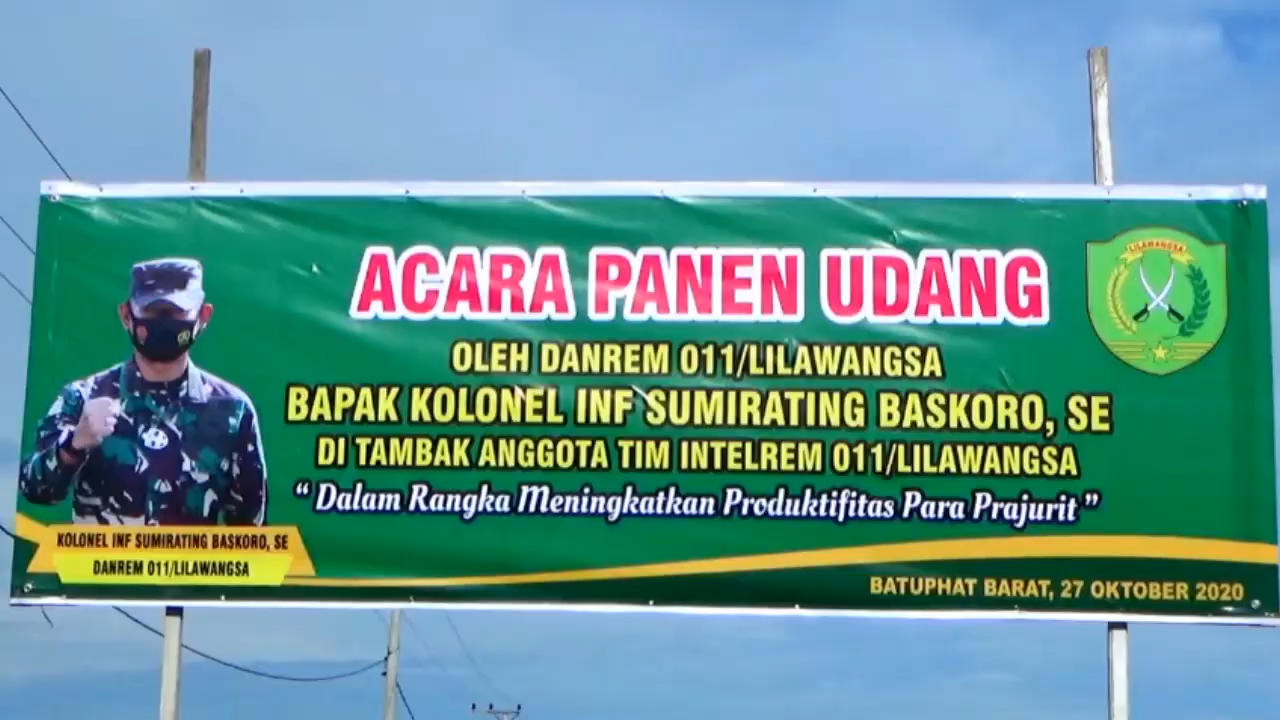 ACARA PANEN UDANG
LILAWANGSA
OLEH DANREM 011/LILAWANGSA
BAPAK KOLONEL INF SUMIRATING BASKORO, SE
DI TAMBAK ANGGOTA TIM INTELREM 011/LILAWANGSA
“ Dalam Rangka Meningkatkan Produktifitas Para Prajurit ”
KOLONEL INF SUMIRATING BASKORO, SE
DANREM 011/LILAWANGSA
BATUPHAT BARAT, 27 OKTOBER 2020